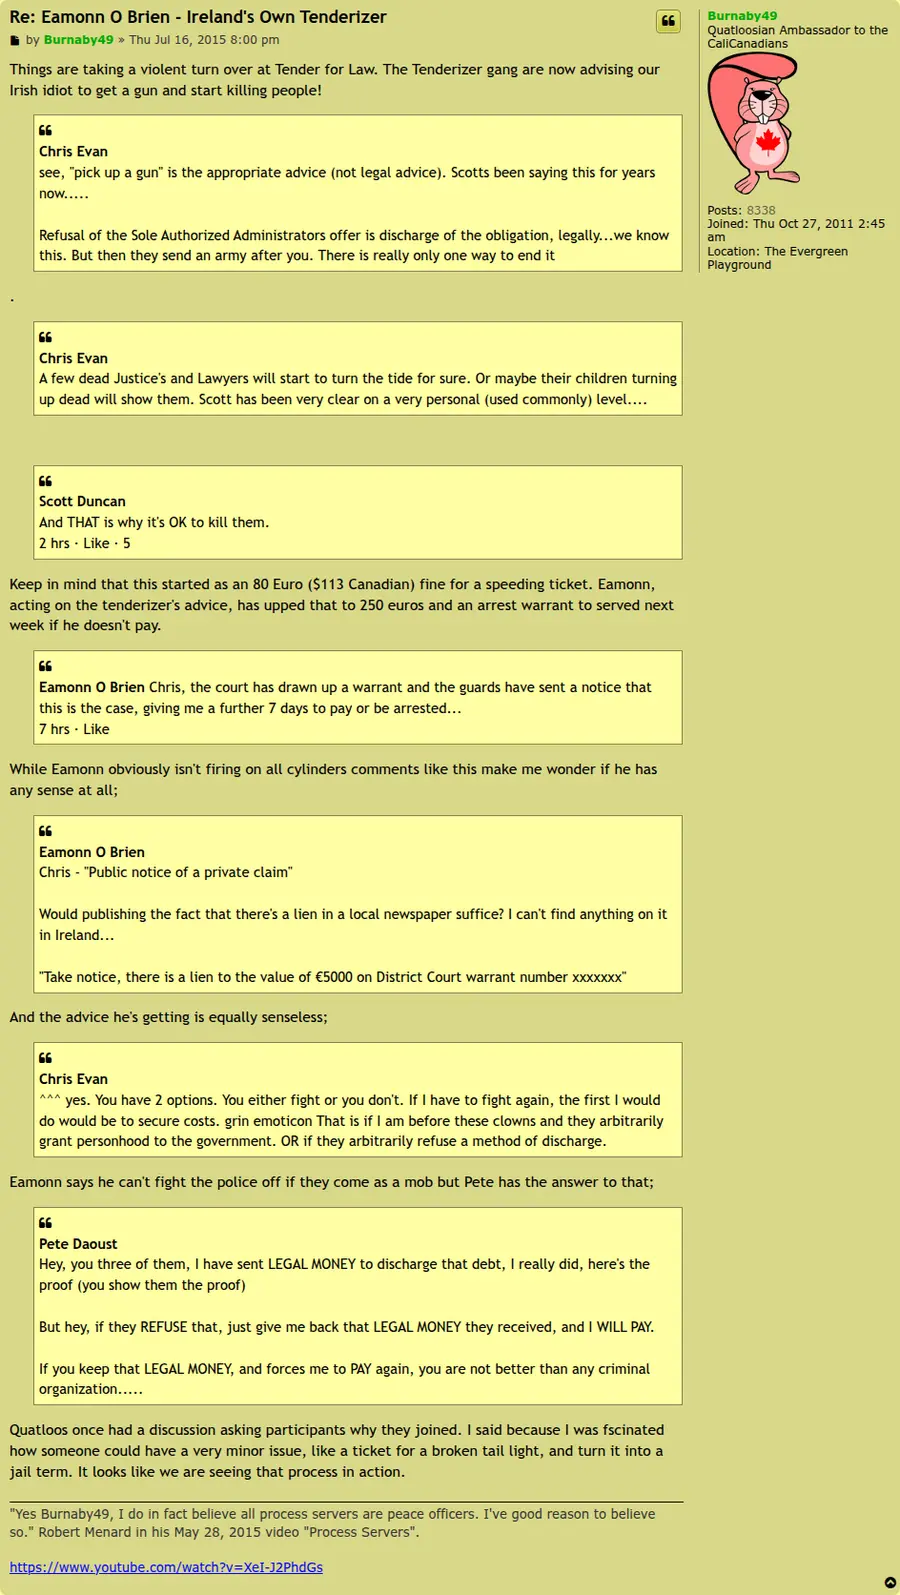 Re: Eamonn O Brien - Ireland's Own Tenderizer
by Burnaby49 » Thu Jul 16, 2015 8:00 pm
Things are taking a violent turn over at Tender for Law. The Tenderizer gang are now advising our
Irish idiot to get a gun and start killing people!
Chris Evan
see, "pick up a gun" is the appropriate advice (not legal advice). Scotts been saying this for years
now.....
Refusal of the Sole Authorized Administrators offer is discharge of the obligation, legally...we know
this. But then they send an army after you. There is really only one way to end it
.
Chris Evan
A few dead Justice's and Lawyers will start to turn the tide for sure. Or maybe their children turning
up dead will show them. Scott has been very clear on a very personal (used commonly) level....
Scott Duncan
And THAT is why it's OK to kill them.
2 hrs · Like · 5
Keep in mind that this started as an 80 Euro ($113 Canadian) fine for a speeding ticket. Eamonn,
acting on the tenderizer's advice, has upped that to 250 euros and an arrest warrant to served next
week if he doesn't pay.
Eamonn O Brien Chris, the court has drawn up a warrant and the guards have sent a notice that
this is the case, giving me a further 7 days to pay or be arrested...
7 hrs · Like
While Eamonn obviously isn't firing on all cylinders comments like this make me wonder if he has
any sense at all;
Eamonn O Brien
Chris - "Public notice of a private claim"
Would publishing the fact that there's a lien in a local newspaper suffice? I can't find anything on it
in Ireland...
"Take notice, there is a lien to the value of €5000 on District Court warrant number xxxxxxx"
And the advice he's getting is equally senseless;
Chris Evan
^^^ yes. You have 2 options. You either fight or you don't. If I have to fight again, the first I would
do would be to secure costs. grin emoticon That is if I am before these clowns and they arbitrarily
grant personhood to the government. OR if they arbitrarily refuse a method of discharge.
Eamonn says he can't fight the police off if they come as a mob but Pete has the answer to that;
Pete Daoust
Hey, you three of them, I have sent LEGAL MONEY to discharge that debt, I really did, here's the
proof (you show them the proof)
But hey, if they REFUSE that, just give me back that LEGAL MONEY they received, and I WILL PAY.
If you keep that LEGAL MONEY, and forces me to PAY again, you are not better than any criminal
organization.....
Quatloos once had a discussion asking participants why they joined. I said because I was fscinated
how someone could have a very minor issue, like a ticket for a broken tail light, and turn it into a
jail term. It looks like we are seeing that process in action.
"Yes Burnaby49, I do in fact believe all process servers are peace officers. I've good reason to believe
so." Robert Menard in his May 28, 2015 video "Process Servers".
https://www.youtube.com/watch?v=XeI-J2PhdGs
Burnaby49
Quatloosian Ambassador to the
CaliCanadians
Posts: 8338
Joined: Thu Oct 27, 2011 2:45
am
Location: The Evergreen
Playground